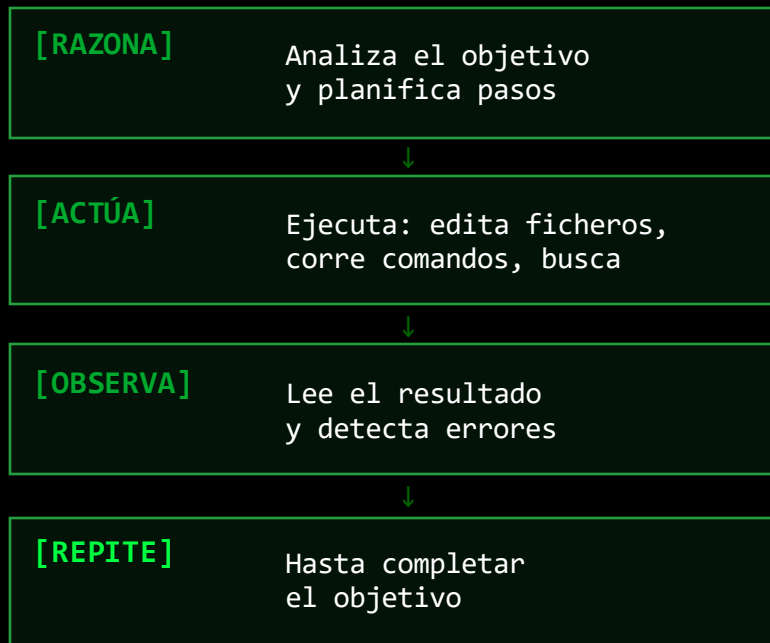 [RAZONA]
Analiza el objetivo
y planifica pasos
↓
[ACTÚA]
Ejecuta: edita ficheros,
corre comandos, busca
↓
[OBSERVA]
Lee el resultado
y detecta errores
↓
[REPITE]
Hasta completar
el objetivo